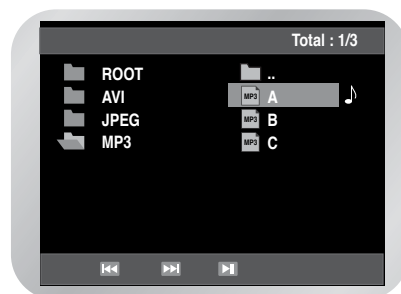 Total : 1/3
ROOT ..
AVI MP3 A
JPEG MP3 B
MP3 MP3 C